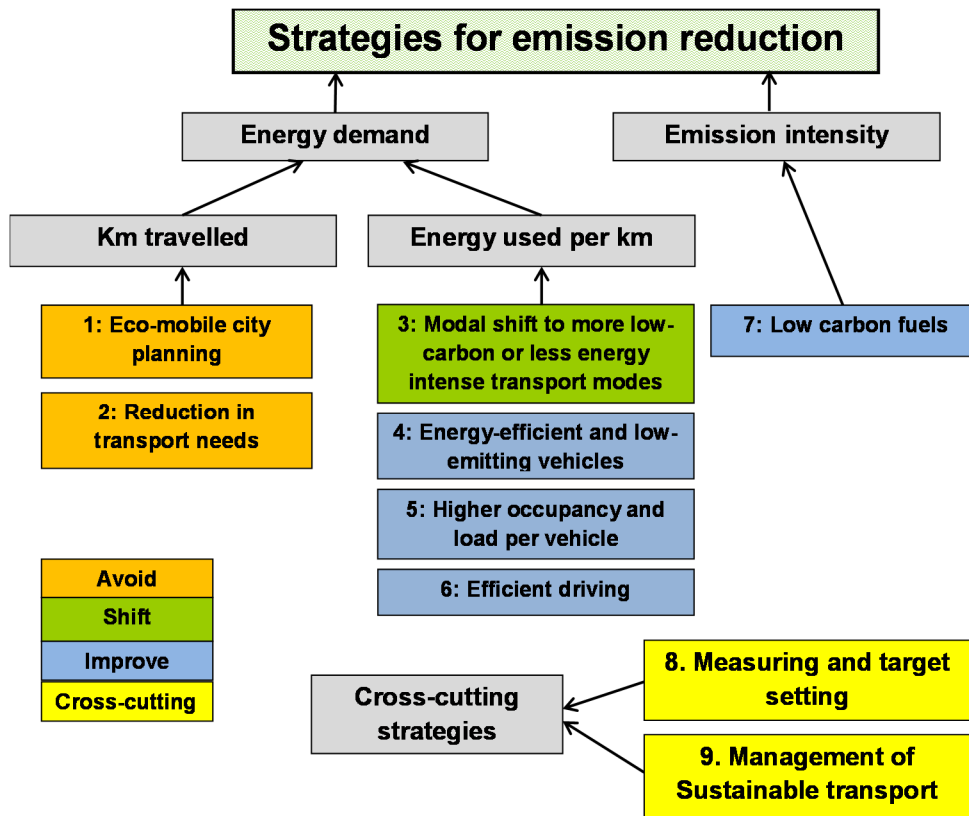 Strategies for emission reduction
Energy demand
Emission intensity
Km travelled
Energy used per km
1: Eco-mobile city
planning
2: Reduction in
transport needs
3: Modal shift to more low-
carbon or less energy
intense transport modes
4: Energy-efficient and low-
emitting vehicles
5: Higher occupancy and
load per vehicle
6: Efficient driving
7: Low carbon fuels
Avoid
Shift
Improve
Cross-cutting
Cross-cutting
strategies
8. Measuring and target
setting
9. Management of
Sustainable transport